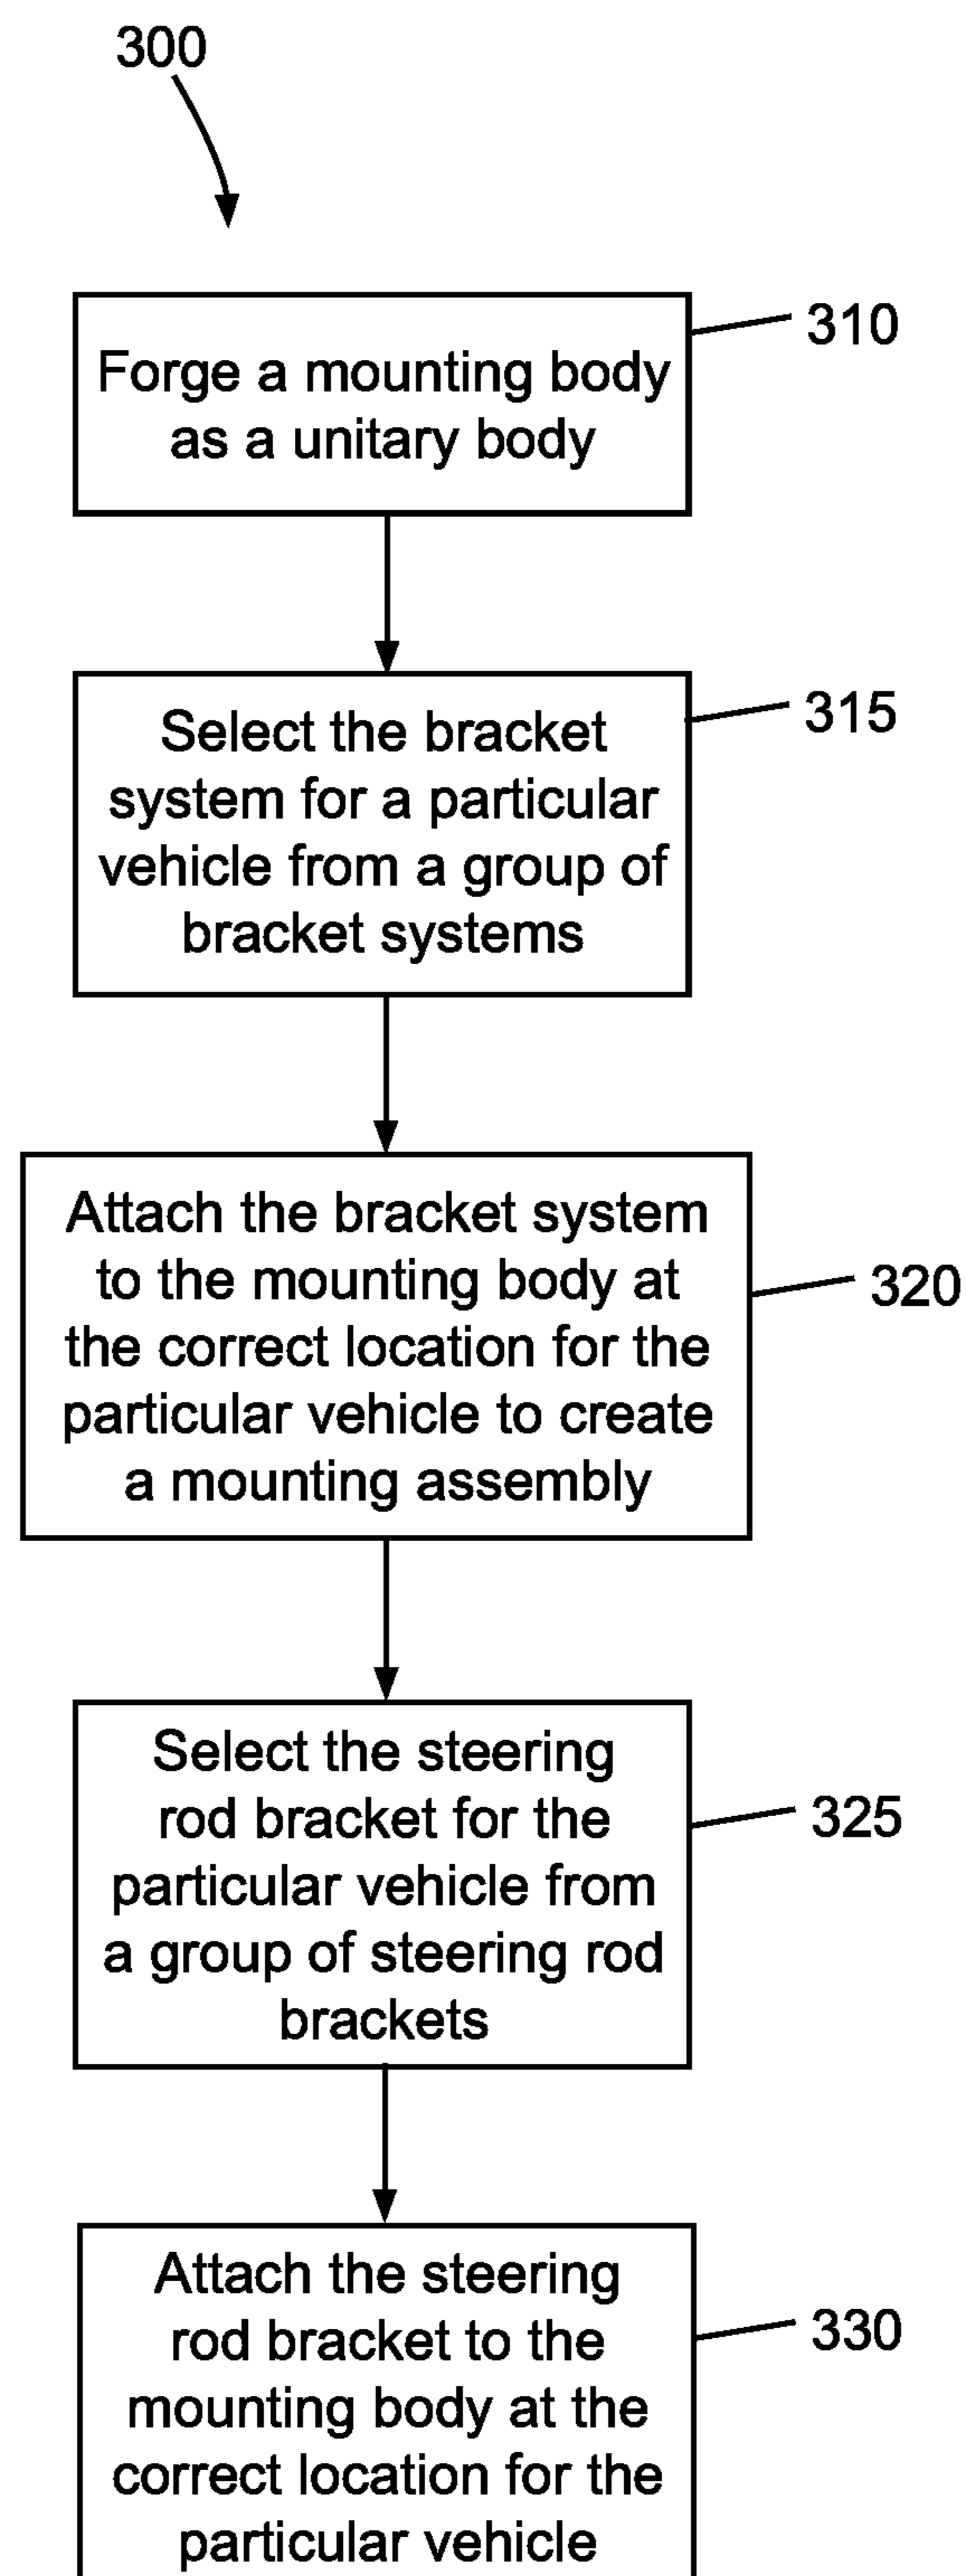 300
310
Forge a mounting body
as a unitary body
315
Select the bracket
system for a particular
vehicle from a group of
bracket systems
320
Attach the bracket system
to the mounting body at
the correct location for the
particular vehicle to create
a mounting assembly
325
Select the steering
rod bracket for the
particular vehicle from
a group of steering rod
brackets
330
Attach the steering
rod bracket to the
mounting body at the
correct location for the
particular vehicle